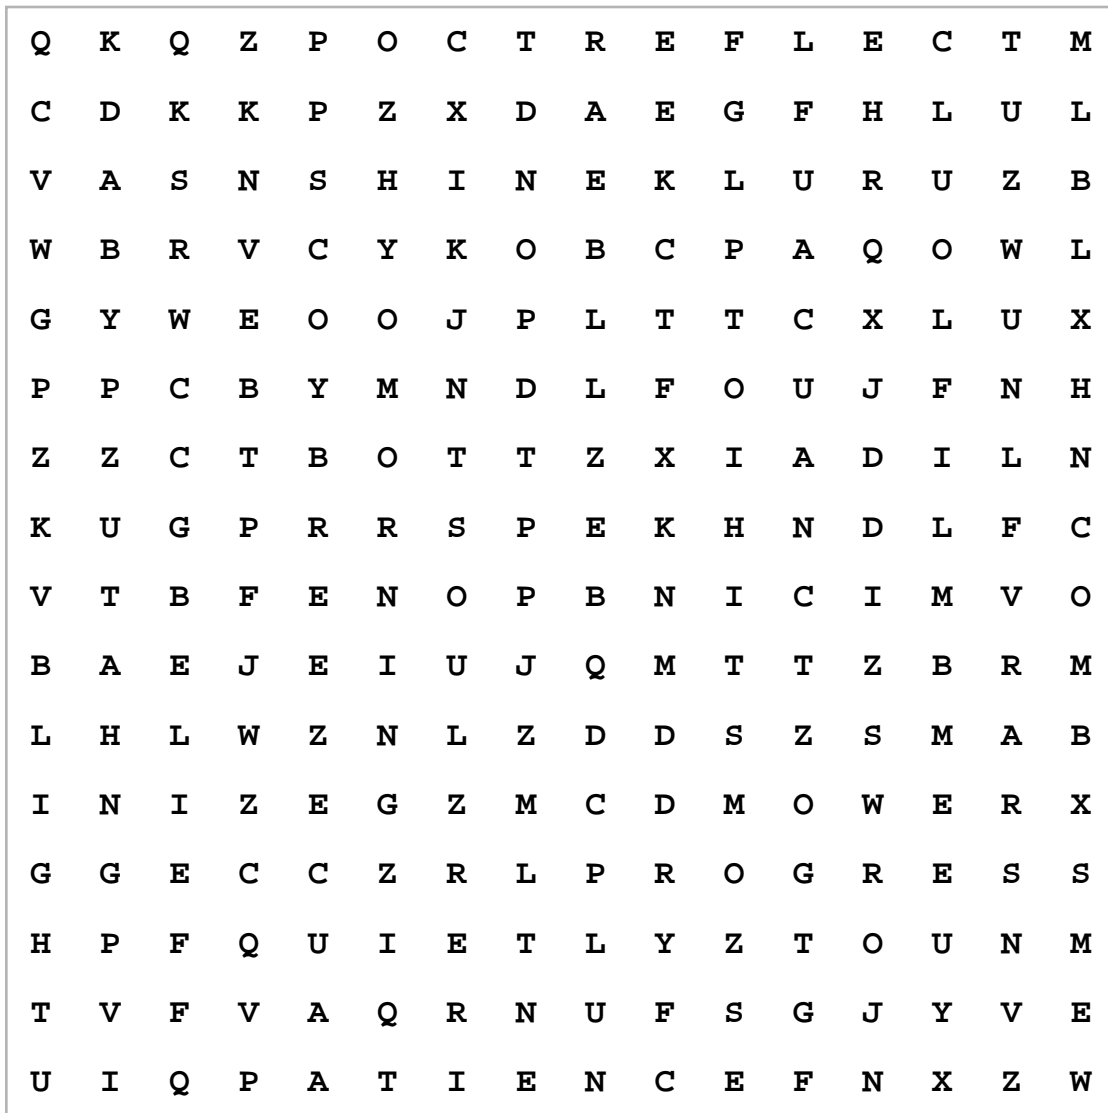 Q K Q Z P O C T R E F L E C T M
C D K K P Z X D A E G F H L U L
V A S N S H I N E K L U R U Z B
W B R V C Y K O B C P A Q O W L
G Y W E O O J P L T T C X L U X
P P C B Y M N D L F O U J F N H
Z Z C T B O T T Z X I A D I L N
K U G P R R S P E K H N D L F C
V T B F E N O P B N I C I M V O
B A E J E I U J Q M T T Z B R M
L H L W Z N L Z D D S Z S M A B
I N I Z E G Z M C D M O W E R X
G G E C C Z R L P R O G R E S S
H P F Q U I E T L Y Z T O U N M
T V F V A Q R N U F S G J Y V E
U I Q P A T I E N C E F N X Z W